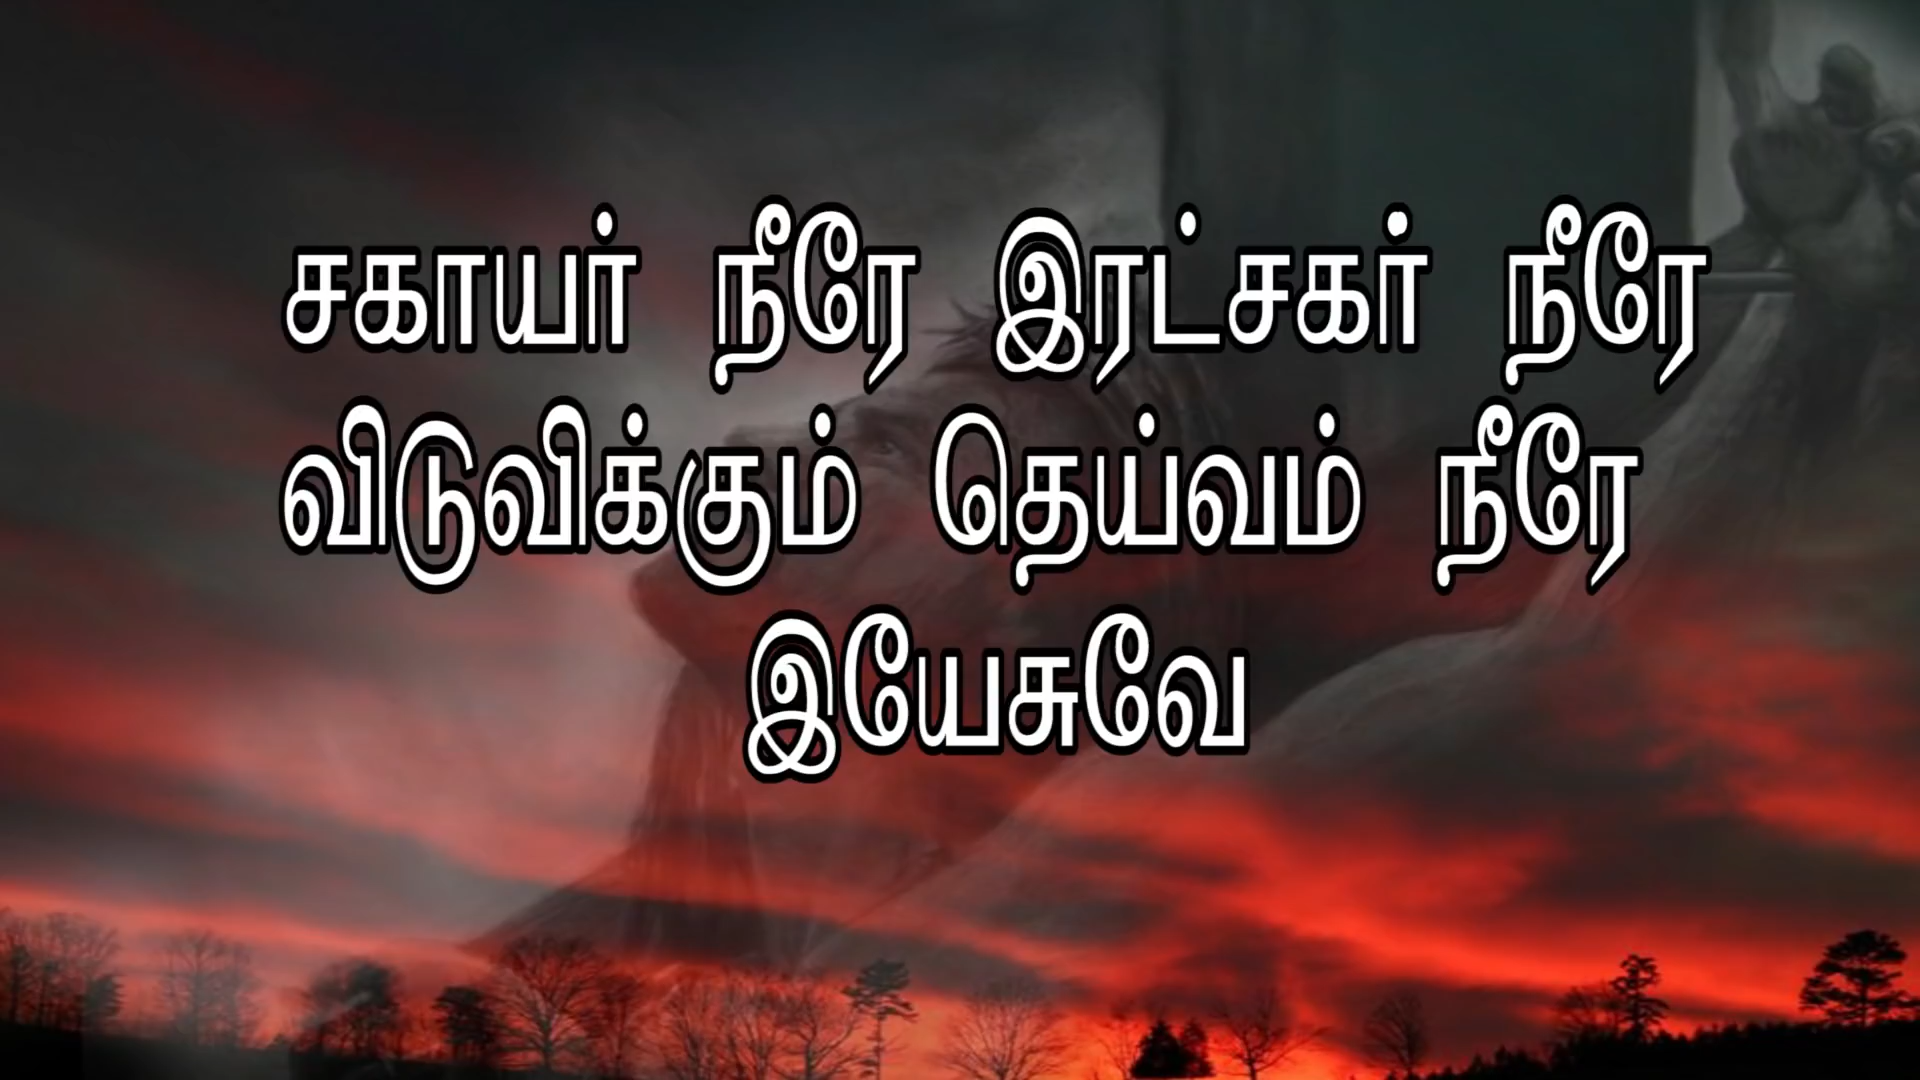 சகாயர் நீரே இரட்சகர் நீரே
விடுவிக்கும் தெய்வம் நீரே
இயேசுவே